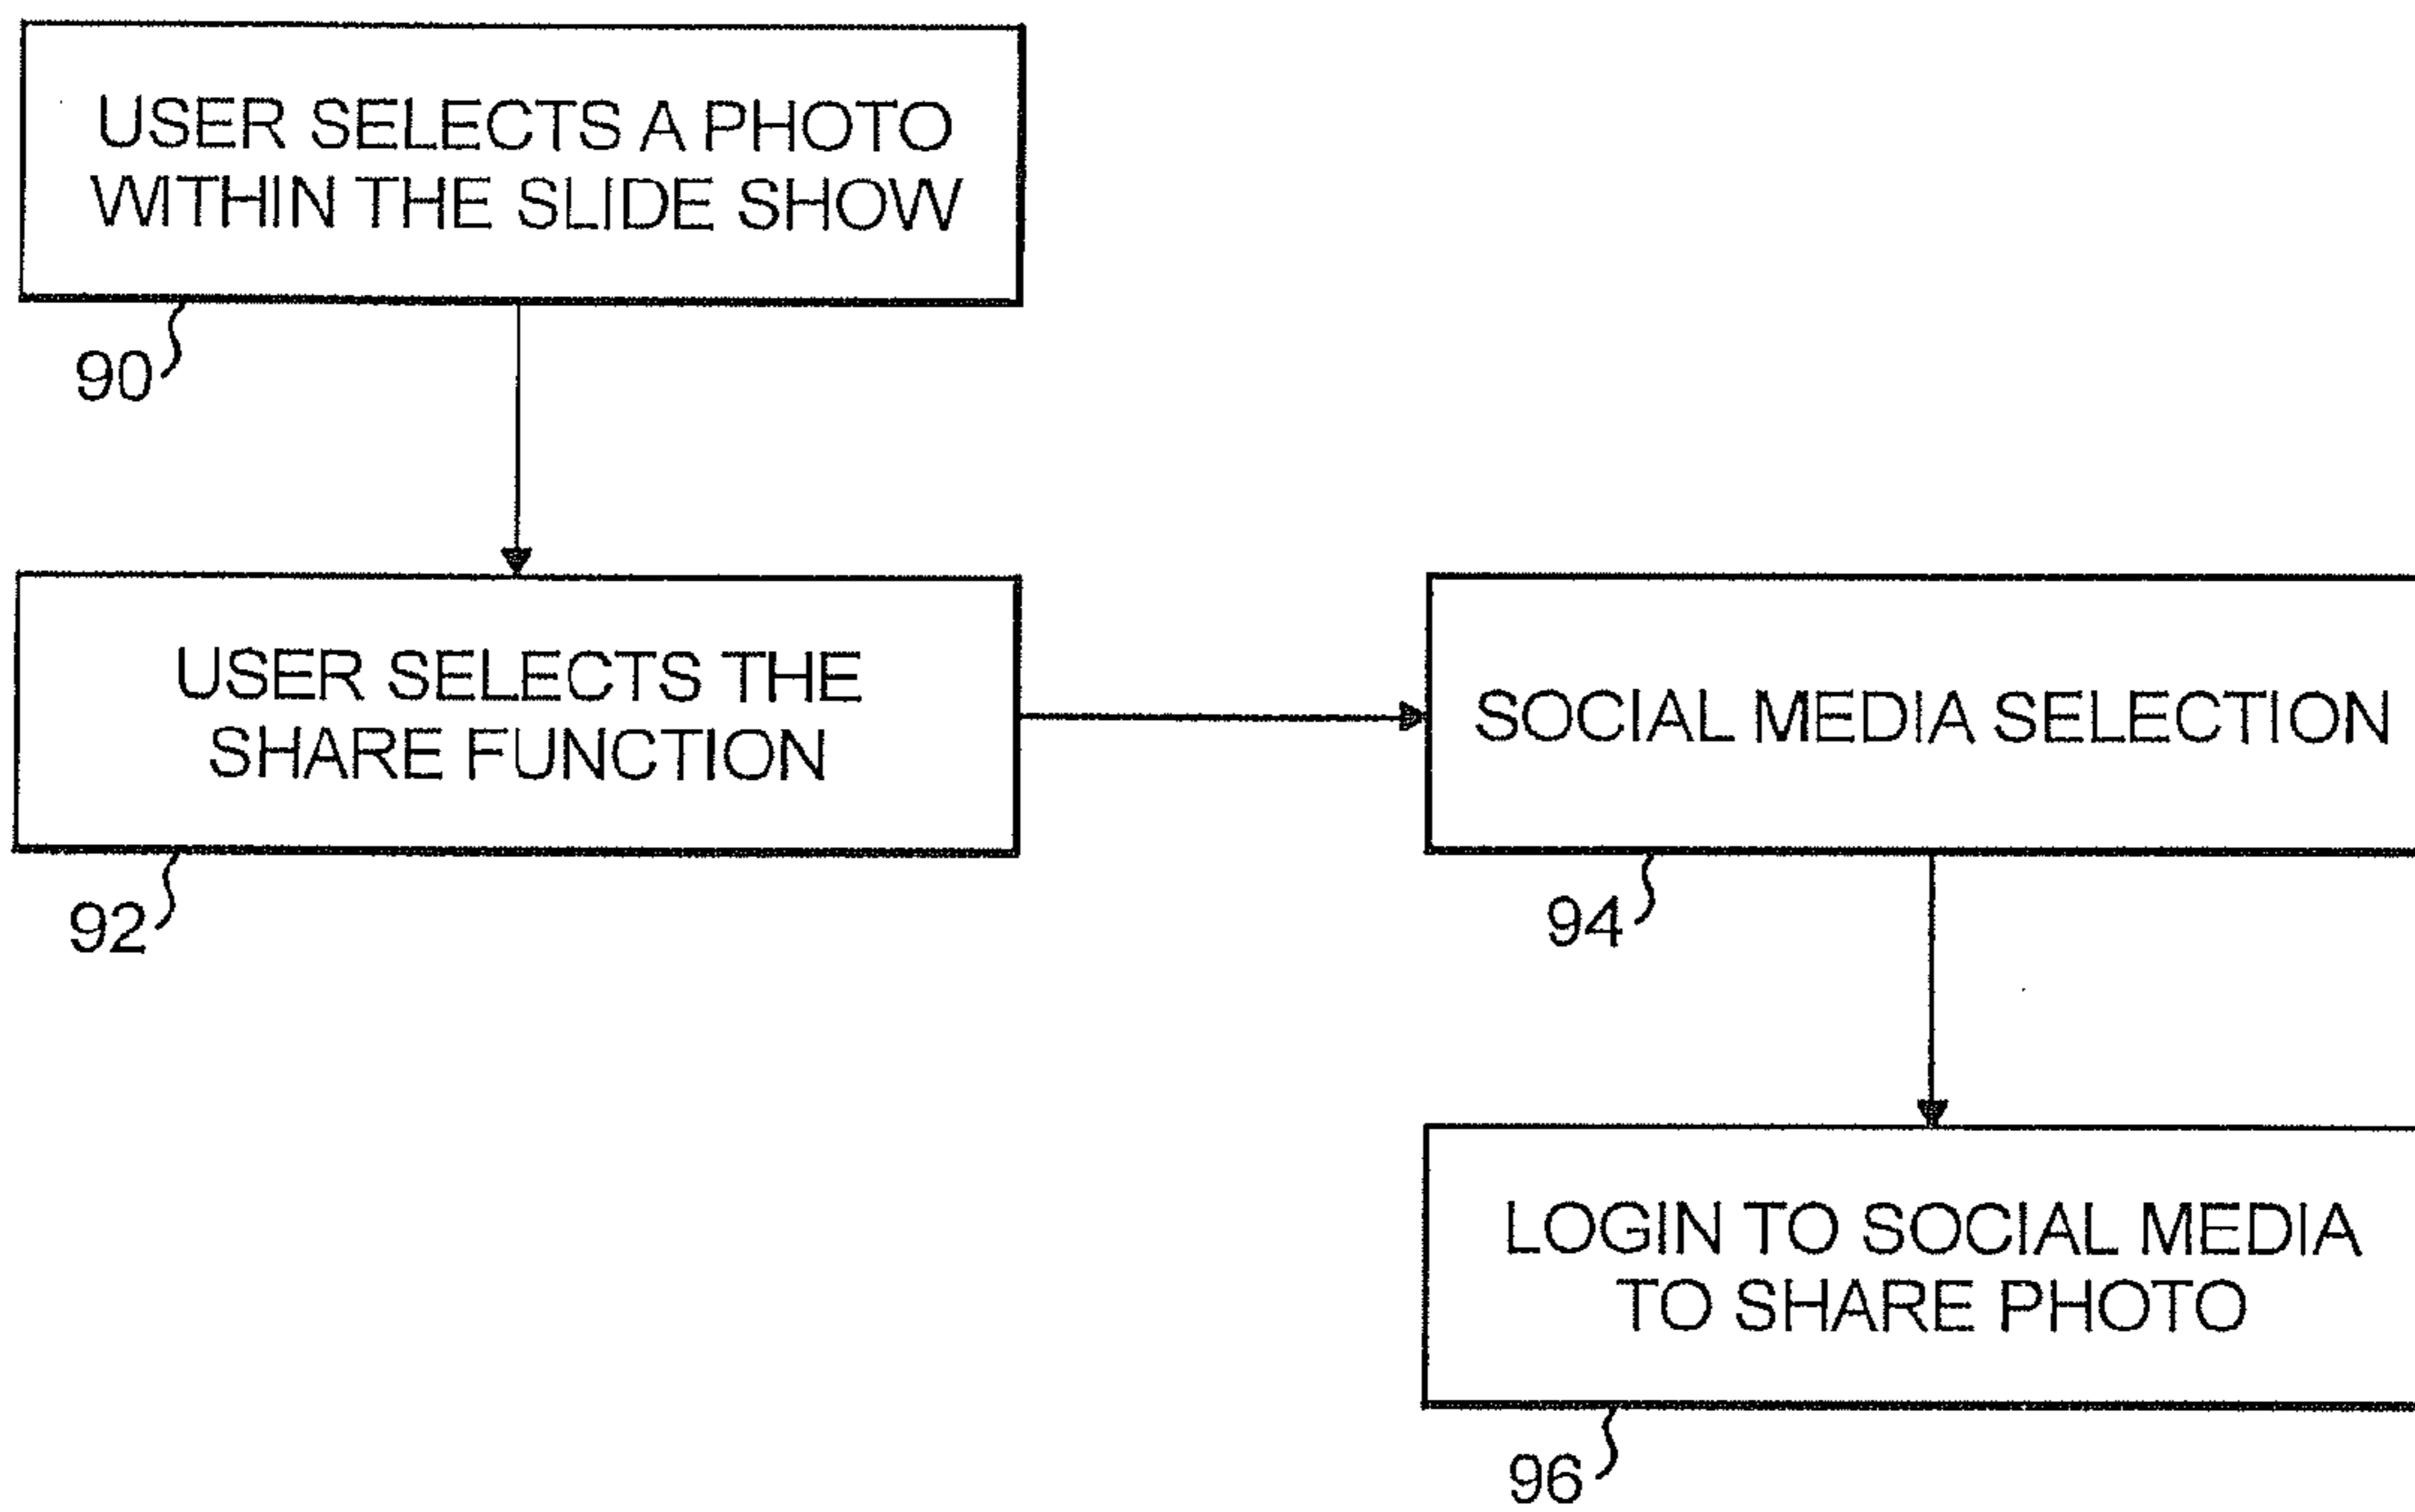 USER SELECTS A PHOTO
WITHIN THE SLIDE SHOW
90
USER SELECTS THE
SHARE FUNCTION
92
SOCIAL MEDIA SELECTION
94
LOGIN TO SOCIAL MEDIA
TO SHARE PHOTO
96